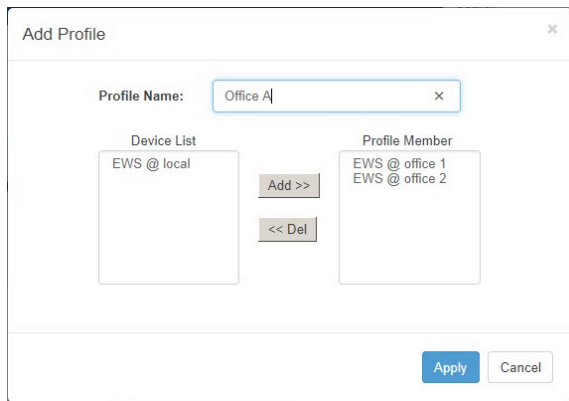 Add Profile
×
Profile Name: Office A ×
Device List Profile Member
EWS @ local EWS @ office 1
EWS @ office 2
Add >>
<< Del
Apply Cancel